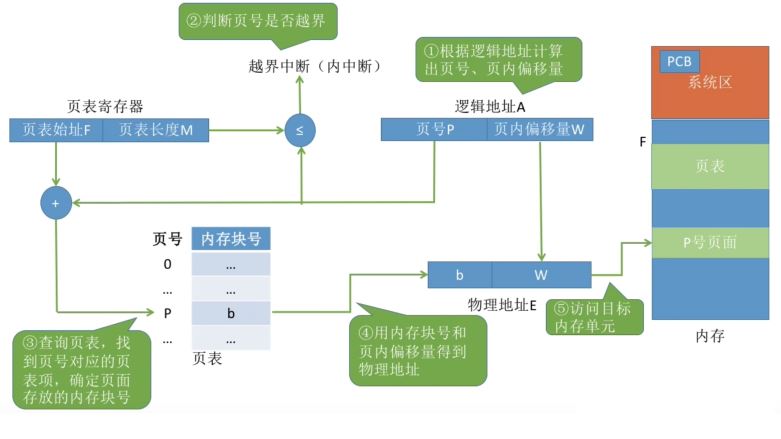 ②判断页号是否越界
越界中断（内中断）
①根据逻辑地址计算
出页号、页内偏移量
PCB
系统区
页表寄存器
页表始址F 页表长度M
≤
逻辑地址A
页号P 页内偏移量W
F
页表
+
页号 内存块号
0 …
… …
P b
… …
页表
b W
物理地址E
P号页面
③查询页表，找
到页号对应的页
表项，确定页面
存放的内存块号
④用内存块号和
页内偏移量得到
物理地址
⑤访问目标
内存单元
内存